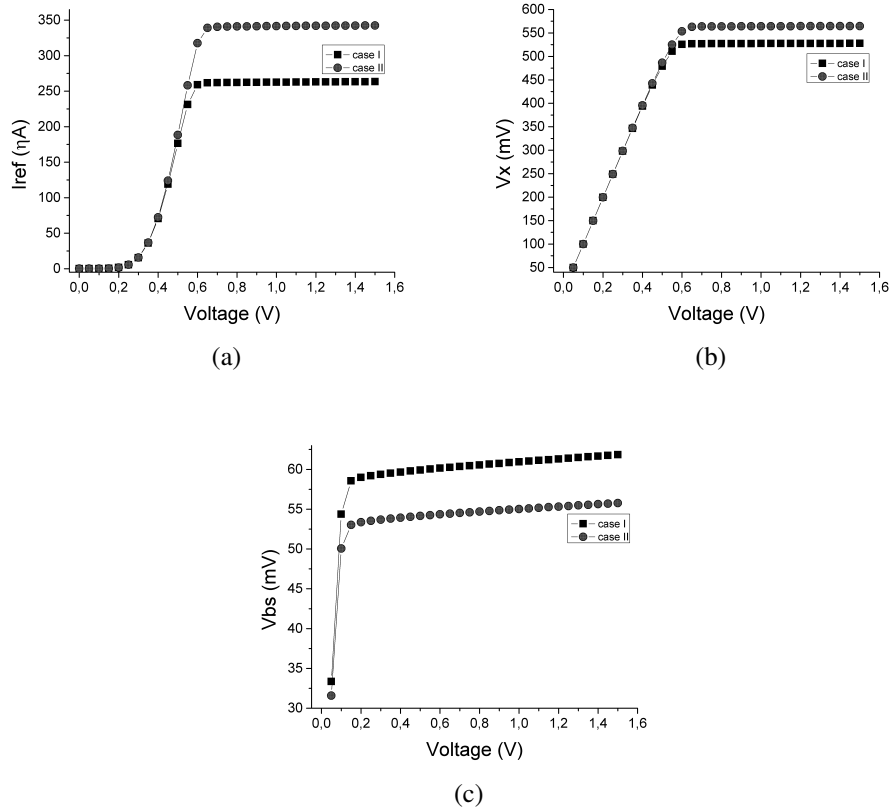 350
300
250
200
150
100
50
0
Iref (ηA)
case I
case II
0,0 0,2 0,4 0,6 0,8 1,0 1,2 1,4 1,6
Voltage (V)
(a)
600
550
500
450
400
350
300
250
200
150
100
50
Vx (mV)
case I
case II
0,0 0,2 0,4 0,6 0,8 1,0 1,2 1,4 1,6
Voltage (V)
(b)
60
55
50
45
40
35
30
Vbs (mV)
case I
case II
0,0 0,2 0,4 0,6 0,8 1,0 1,2 1,4 1,6
Voltage (V)
(c)